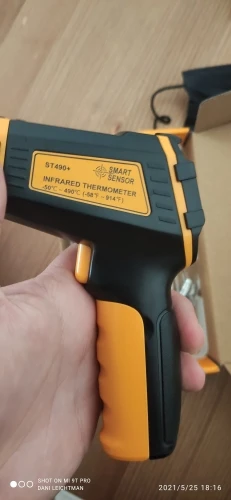 ST490+
SMART
SENSOR
INFRARED THERMOMETER
-50℃ ~ 490℃ (-58℉ ~ 914℉)
SHOT ON MI 9T PRO
DANI LEICHTMAN
2021/5/25 18:16